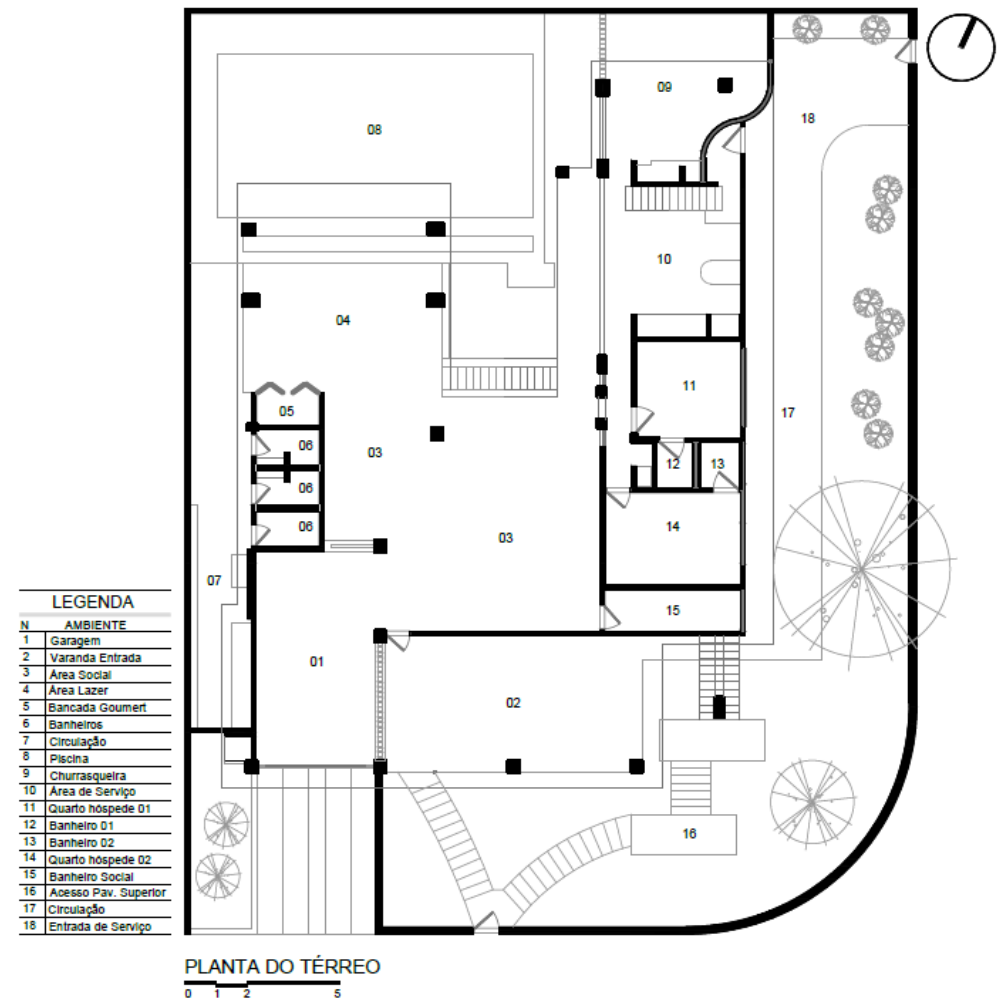 09
08
18
10
04
11
05
17
03
06
12
13
06
14
06
03
07
15
01
02
16
LEGENDA
N AMBIENTE
1 Garagem
2 Varanda Entrada
3 Área Social
4 Área Lazer
5 Bancada Goumert
6 Banheiros
7 Circulação
8 Piscina
9 Churrasqueira
10 Área de Serviço
11 Quarto hóspede 01
12 Banheiro 01
13 Banheiro 02
14 Quarto hóspede 02
15 Banheiro Social
16 Acesso Pav. Superior
17 Circulação
18 Entrada de Serviço
PLANTA DO TÉRREO
0 1 2 5